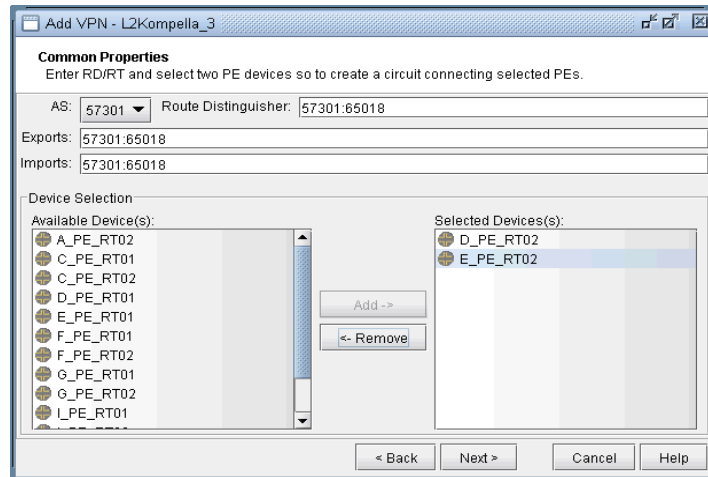 Add VPN - L2Kompella_3
Common Properties
Enter RD/RT and select two PE devices so to create a circuit connecting selected PEs.
AS: 57301 Route Distinguisher: 57301:65018
Exports: 57301:65018
Imports: 57301:65018
Device Selection
Available Device(s):
A_PE_RT02
C_PE_RT01
C_PE_RT02
D_PE_RT01
E_PE_RT01
F_PE_RT01
F_PE_RT02
G_PE_RT01
G_PE_RT02
I_PE_RT01
Add ->
<- Remove
Selected Devices(s):
D_PE_RT02
E_PE_RT02
< Back Next > Cancel Help